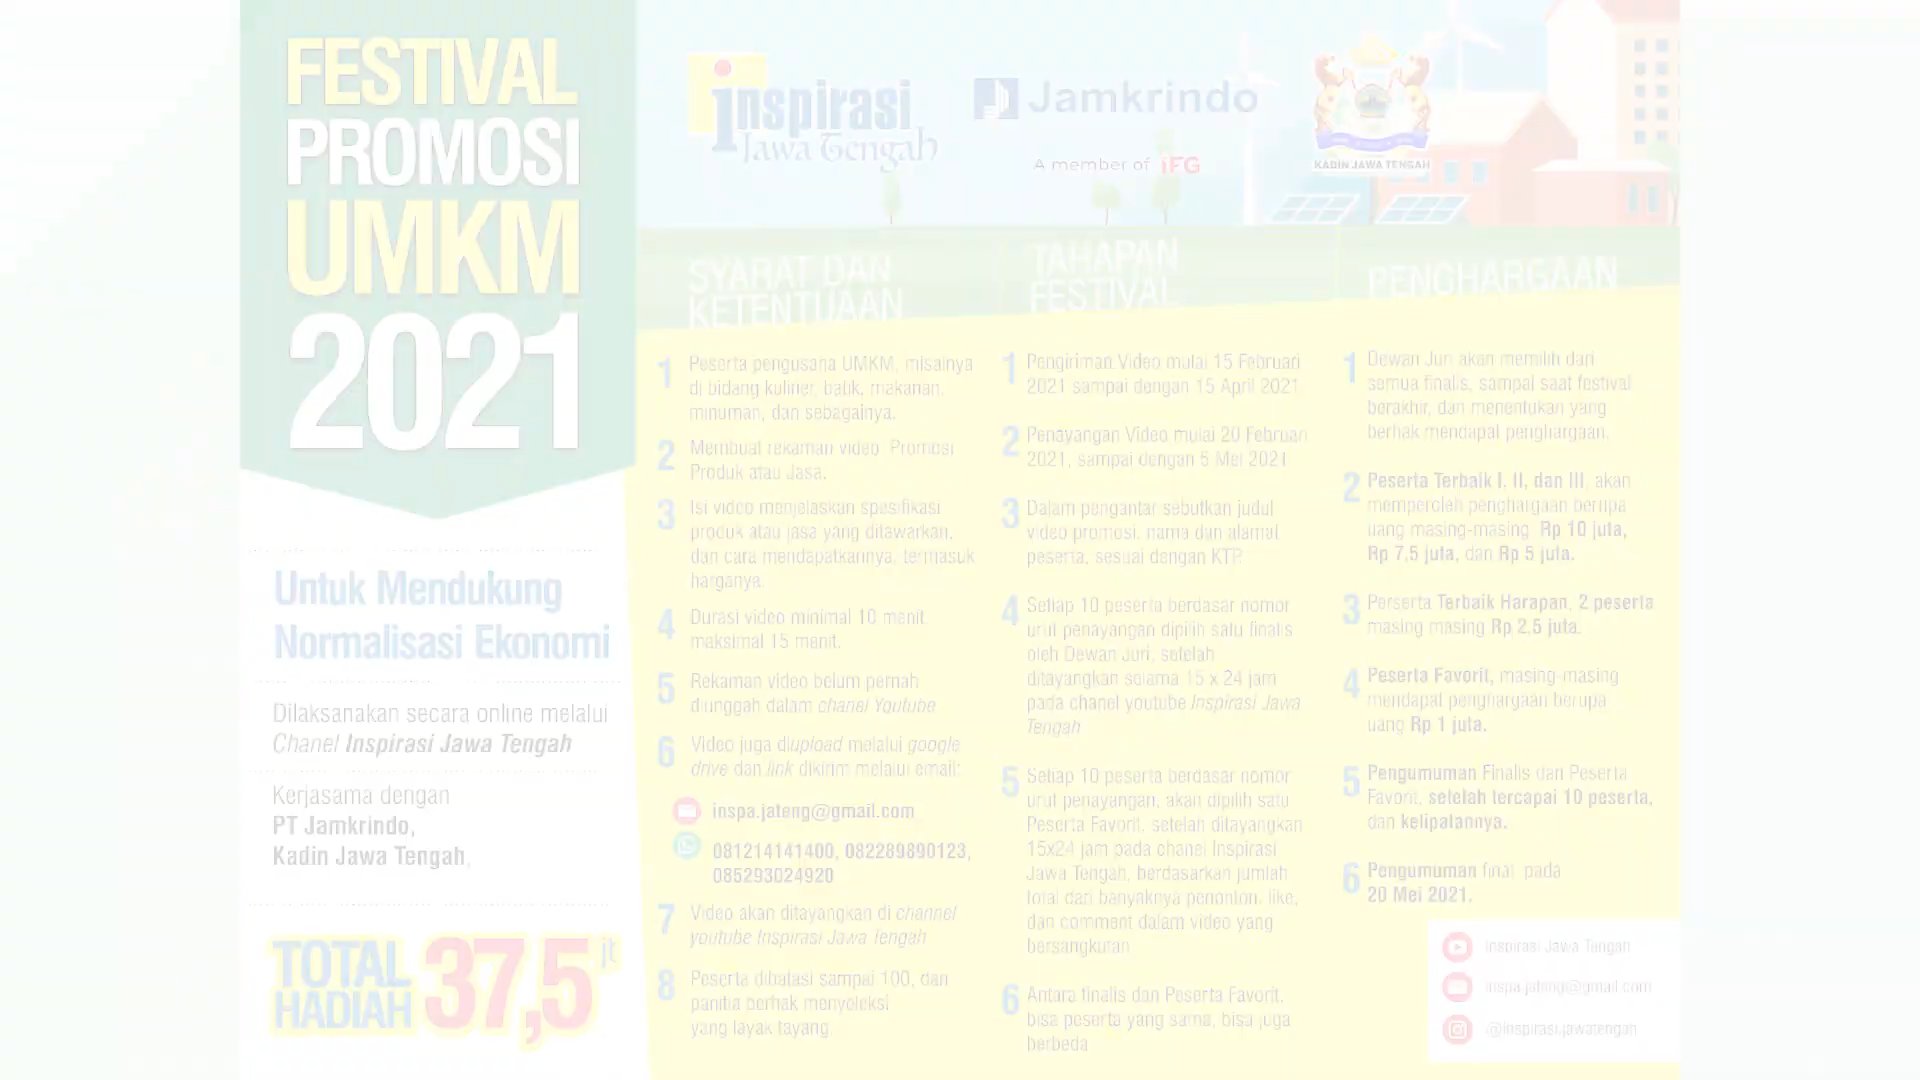 FESTIVAL
PROMOSI
UMKM
2021
Untuk Mendukung
Normalisasi Ekonomi
Dilaksanakan secara online melalui
Chanel Inspirasi Jawa Tengah
Kerjasama dengan
PT Jamkrindo,
Kadin Jawa Tengah,
TOTAL
HADIAH
37,5 jt
inspirasi
Jawa Tengah
Jamkrindo
A member of IFG
KADIN JAWA TENGAH
SYARAT DAN
KETENTUAAN
1 Peserta pengusaha UMKM, misalnya
di bidang kuliner, batik, makanan,
minuman, dan sebagainya.
2 Membuat rekaman video Promosi
Produk atau Jasa.
3 Isi video menjelaskan spesifikasi
produk atau jasa yang ditawarkan,
dan cara mendapatkannya, termasuk
harganya.
4 Durasi video minimal 10 menit
maksimal 15 menit.
5 Rekaman video belum pernah
diunggah dalam chanel Youtube
6 Video juga diupload melalui google
drive dan link dikirim melalui email:
inspa.jateng@gmail.com
081214141400, 082289890123,
085293024920
7 Video akan ditayangkan di channel
youtube Inspirasi Jawa Tengah
8 Peserta dibatasi sampai 100, dan
panitia berhak menyeleksi
yang layak tayang.
TAHAPAN
FESTIVAL
1 Pengiriman Video mulai 15 Februari
2021 sampai dengan 15 April 2021
2 Penayangan Video mulai 20 Februari
2021, sampai dengan 5 Mei 2021
3 Dalam pengantar sebutkan judul
video promosi, nama dan alamat
peserta, sesuai dengan KTP.
4 Setiap 10 peserta berdasar nomor
urut penayangan dipilih satu finalis
oleh Dewan Juri, setelah
ditayangkan selama 15 x 24 jam
pada chanel youtube Inspirasi Jawa
Tengah
5 Setiap 10 peserta berdasar nomor
urut penayangan, akan dipilih satu
Peserta Favorit, setelah ditayangkan
15x24 jam pada chanel Inspirasi
Jawa Tengah, berdasarkan jumlah
total dari banyaknya penonton, like,
dan comment dalam video yang
bersangkutan
6 Antara finalis dan Peserta Favorit,
bisa peserta yang sama, bisa juga
berbeda
PENGHARGAAN
1 Dewan Juri akan memilih dari
semua finalis, sampai saat festival
berakhir, dan menentukan yang
berhak mendapat penghargaan.
2 Peserta Terbaik I, II, dan III, akan
memperolah penghargaan berupa
uang masing-masing Rp 10 juta,
Rp 7,5 juta, dan Rp 5 juta.
3 Perserta Terbaik Harapan, 2 peserta
masing masing Rp 2,5 juta.
4 Peserta Favorit, masing-masing
mendapat penghargaan berupa
uang Rp 1 juta.
5 Pengumuman Finalis dan Peserta
Favorit, setelah tercapai 10 peserta,
dan kelipatannya.
6 Pengumuman final pada
20 Mei 2021.
Inspirasi Jawa Tengah
inspa.jateng@gmail.com
@inspirasi.jawatengah